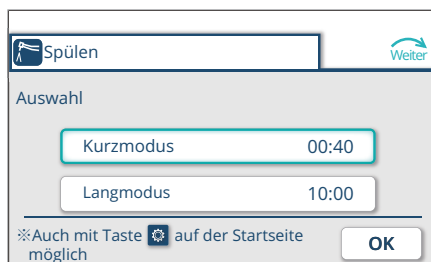 Spülen
Weiter
Auswahl
Kurzmodus 00:40
Langmodus 10:00
※Auch mit Taste auf der Startseite
möglich
OK